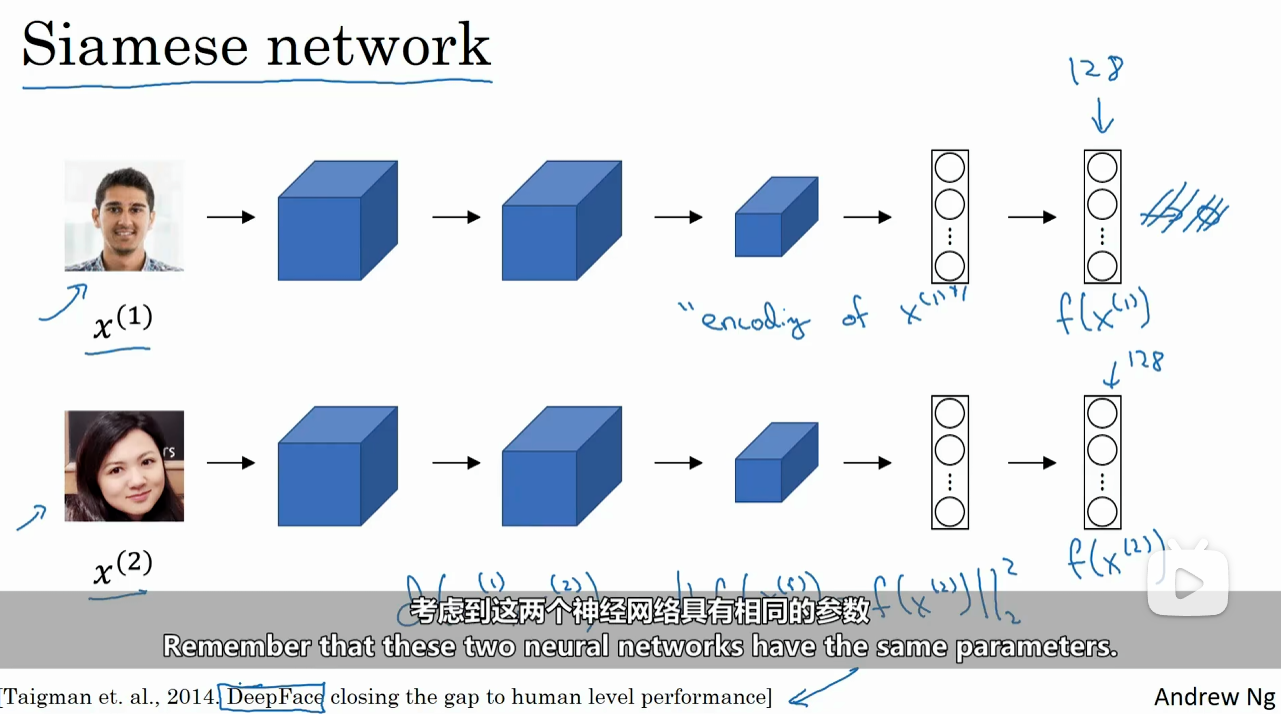 Siamese network
128
x^(1)
"encoding of x^(1)"
f(x^(1))
128
rs
x^(2)
f(x^(2))
f(x^(2))||_2^2
考虑到这两个神经网络具有相同的参数
Remember that these two neural networks have the same parameters.
[Taigman et. al., 2014. DeepFace closing the gap to human level performance]
Andrew Ng